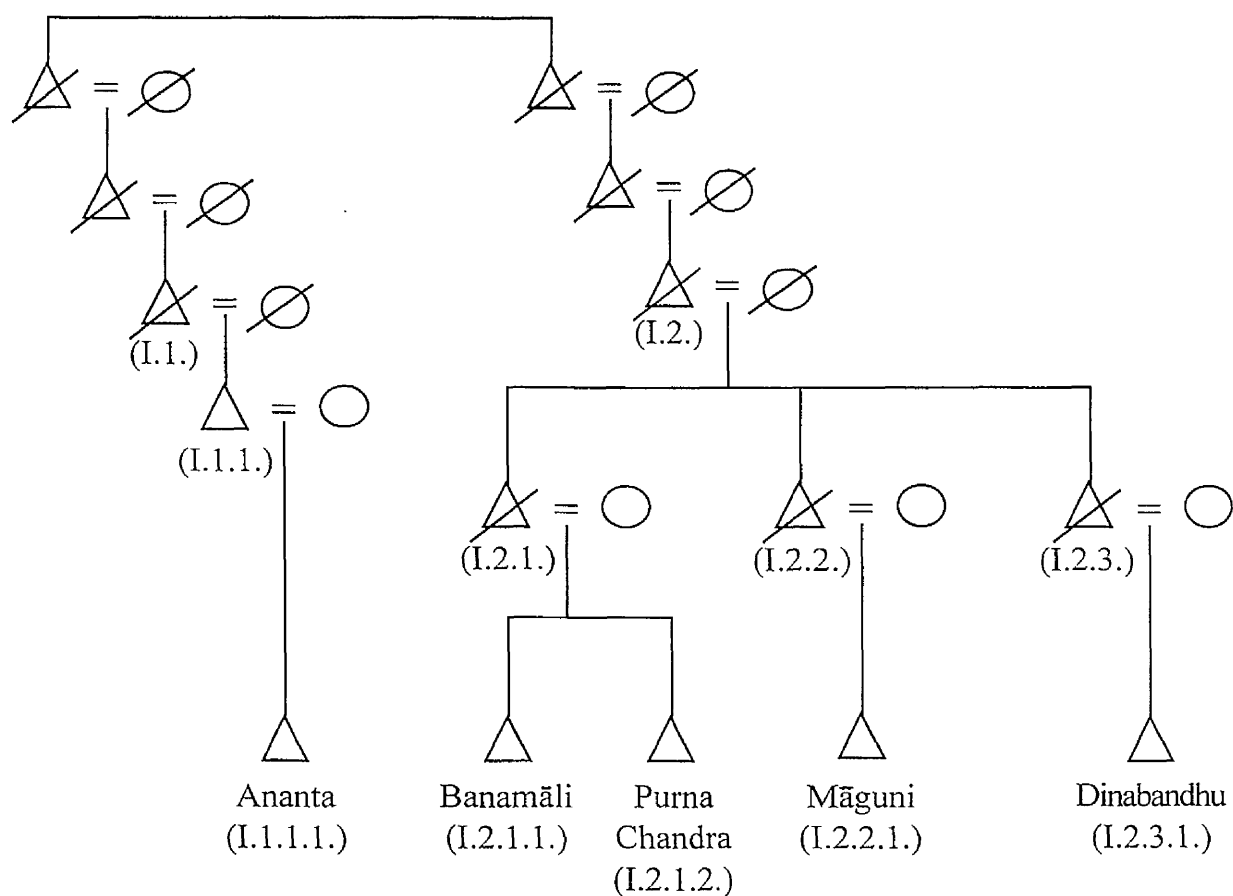 (I.1.)
(I.2.)
(I.1.1.)
(I.2.1.)
(I.2.2.)
(I.2.3.)
Ananta
(I.1.1.1.)
Banamāli
(I.2.1.1.)
Purna
Chandra
(I.2.1.2.)
Māguni
(I.2.2.1.)
Dinabandhu
(I.2.3.1.)